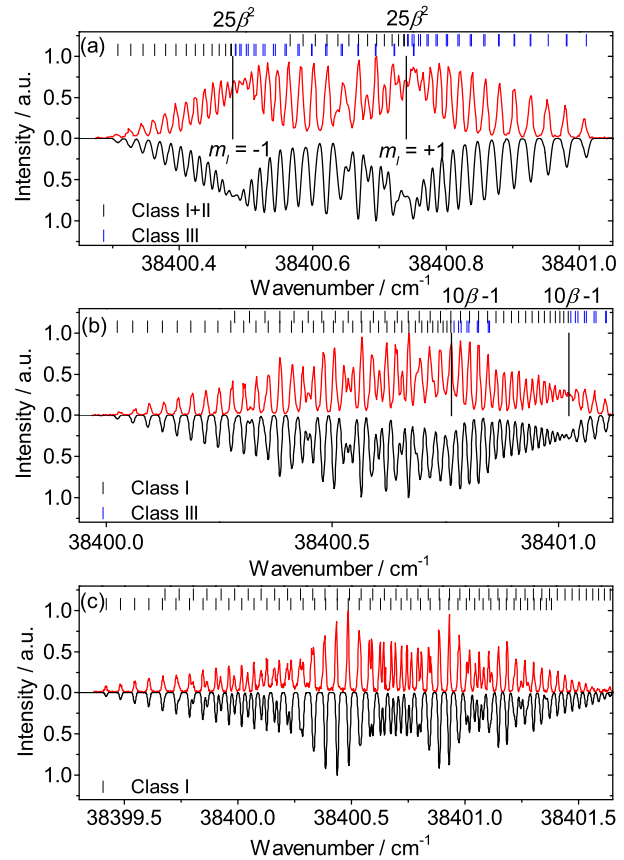 25β² 25β²
(a)
1.0
0.5
0.0
0.5
1.0
Intensity / a.u.
mₗ = -1 mₗ = +1
Class I+II
Class III
38400.4 38400.6 38400.8 38401.0
Wavenumber / cm⁻¹
10β -1 10β -1
(b)
1.0
0.5
0.0
0.5
1.0
Intensity / a.u.
Class I
Class III
38400.0 38400.5 38401.0
Wavenumber / cm⁻¹
(c)
1.0
0.5
0.0
0.5
1.0
Intensity / a.u.
Class I
38399.5 38400.0 38400.5 38401.0 38401.5
Wavenumber / cm⁻¹